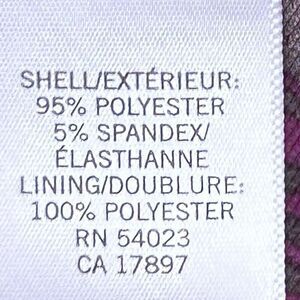 SHELL/EXTÉRIEUR:
95% POLYESTER
5% SPANDEX/
ÉLASTHANNE
LINING/DOUBLURE:
100% POLYESTER
RN 54023
CA 17897